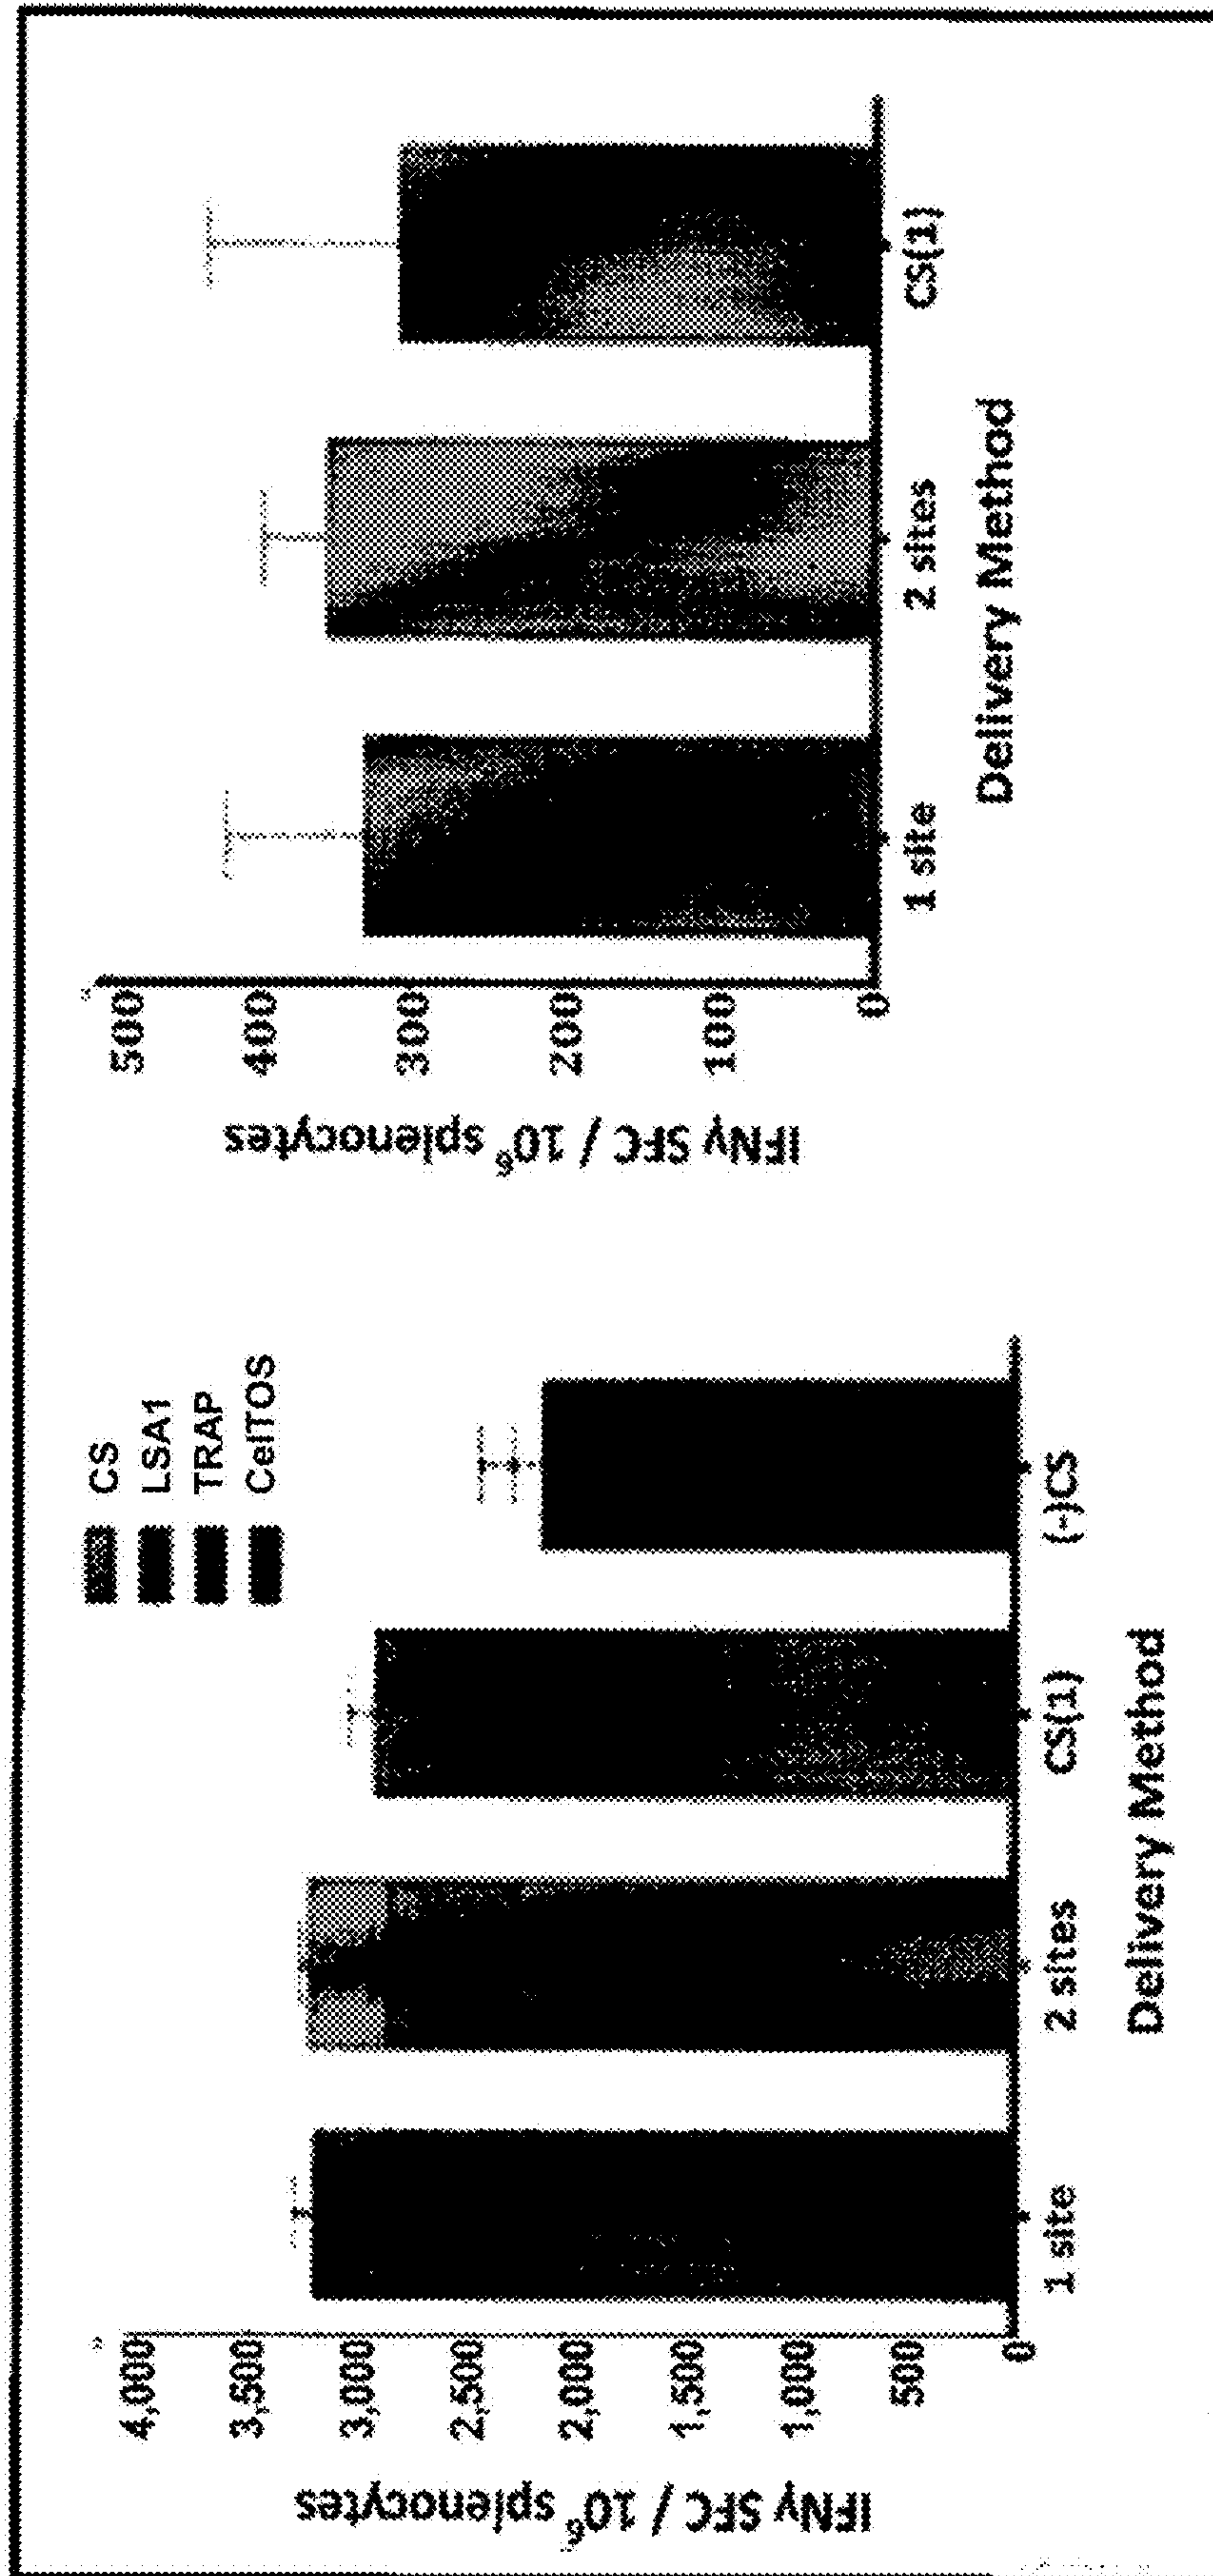 CS
LSA1
TRAP
CelTOS
IFNγ SFC / 10⁶ splenocytes
4,000
3,500
3,000
2,500
2,000
1,500
1,000
500
0
1 site
2 sites
CS(1)
(-)CS
Delivery Method
IFNγ SFC / 10⁶ splenocytes
500
400
300
200
100
0
1 site
2 sites
CS(1)
Delivery Method